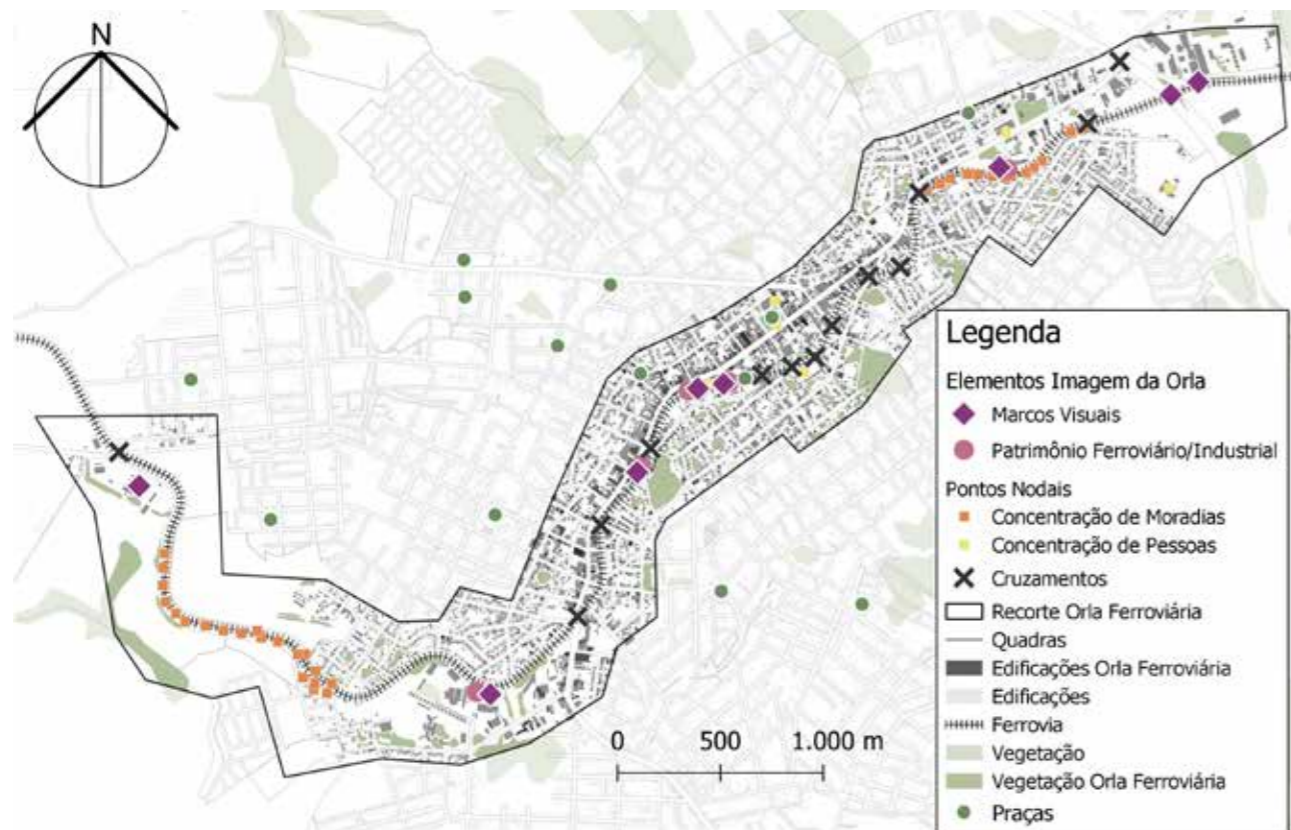 N
Legenda
Elementos Imagem da Orla
Marcos Visuais
Patrimônio Ferroviário/Industrial
Pontos Nodais
Concentração de Moradias
Concentração de Pessoas
Cruzamentos
Recorte Orla Ferroviária
Quadras
Edificações Orla Ferroviária
Edificações
Ferrovia
Vegetação
Vegetação Orla Ferroviária
Praças
0 500 1.000 m